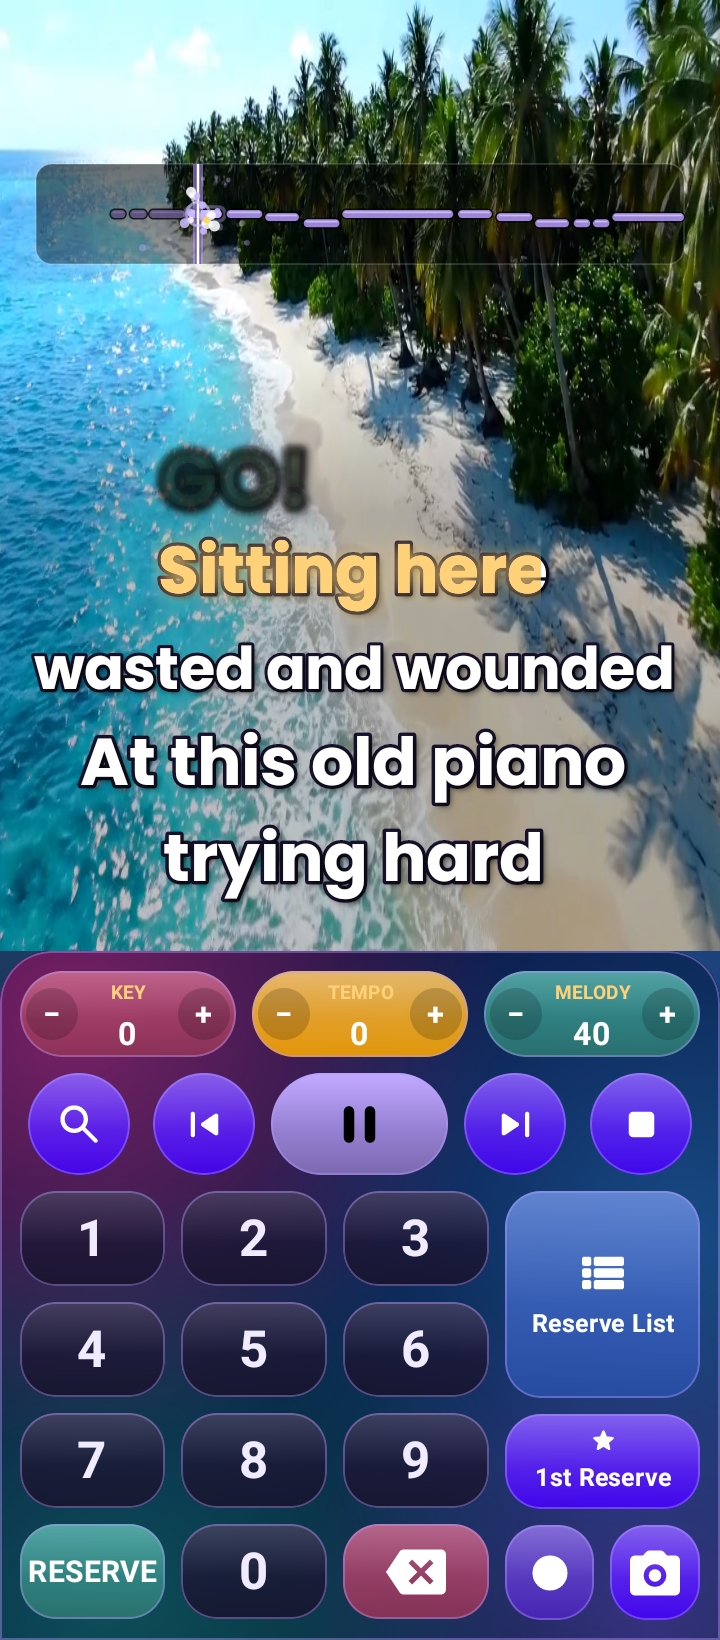 GO!
Sitting here
wasted and wounded
At this old piano
trying hard
KEY
TEMPO
MELODY
- 0 +
- 0 +
- 40 +
1 2 3
Reserve List
4 5 6
7 8 9
1st Reserve
RESERVE 0